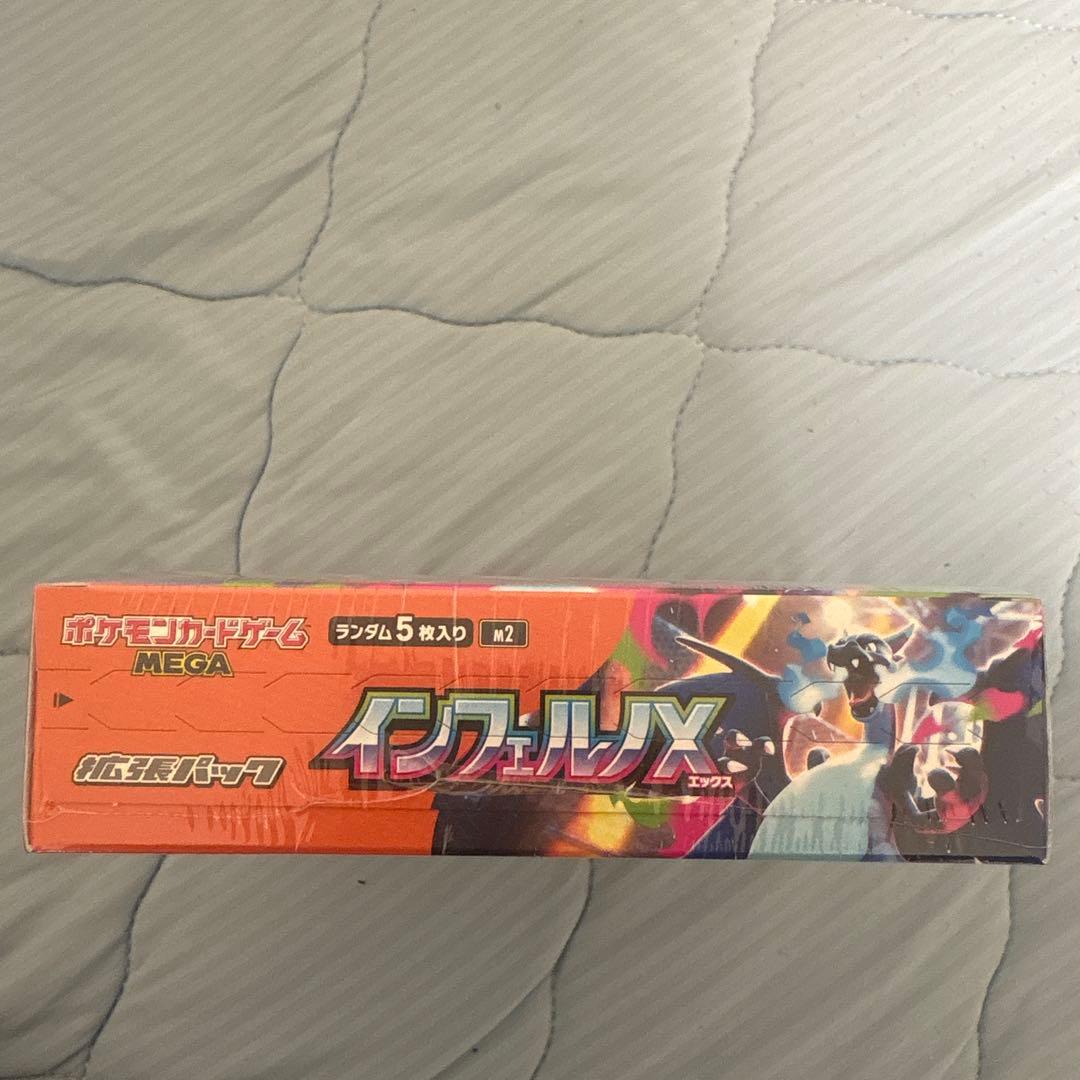 ポケモンカードゲーム
MEGA
ランダム5枚入り M2
拡張パック
インフェルノX
エックス